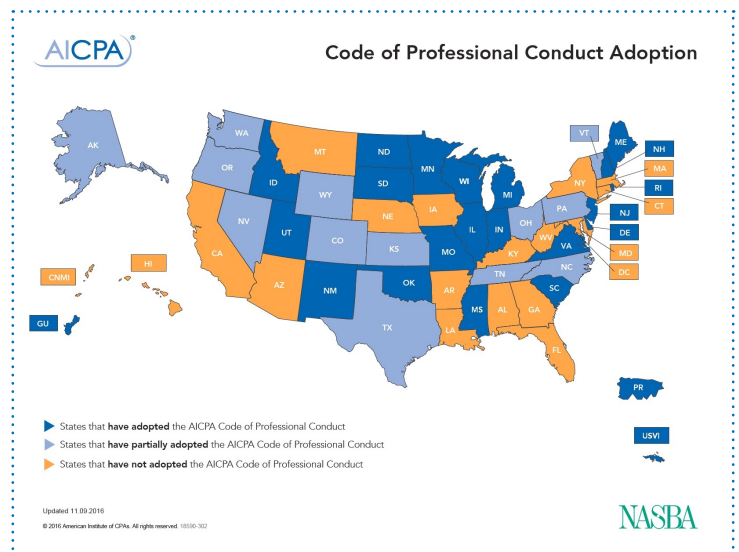 AICPA®
Code of Professional Conduct Adoption
AK
WA
OR
CA
NV
ID
MT
WY
UT
AZ
CO
NM
ND
SD
NE
KS
OK
TX
MN
IA
MO
AR
LA
WI
IL
MI
IN
OH
KY
TN
MS
AL
GA
FL
SC
NC
VA
WV
PA
NY
VT
ME
NH
MA
RI
CT
NJ
DE
MD
DC
HI
CNMI
GU
PR
USVI
States that have adopted the AICPA Code of Professional Conduct
States that have partially adopted the AICPA Code of Professional Conduct
States that have not adopted the AICPA Code of Professional Conduct
Updated 11.09.2016
© 2016 American Institute of CPAs. All rights reserved. 18590-302
NASBA